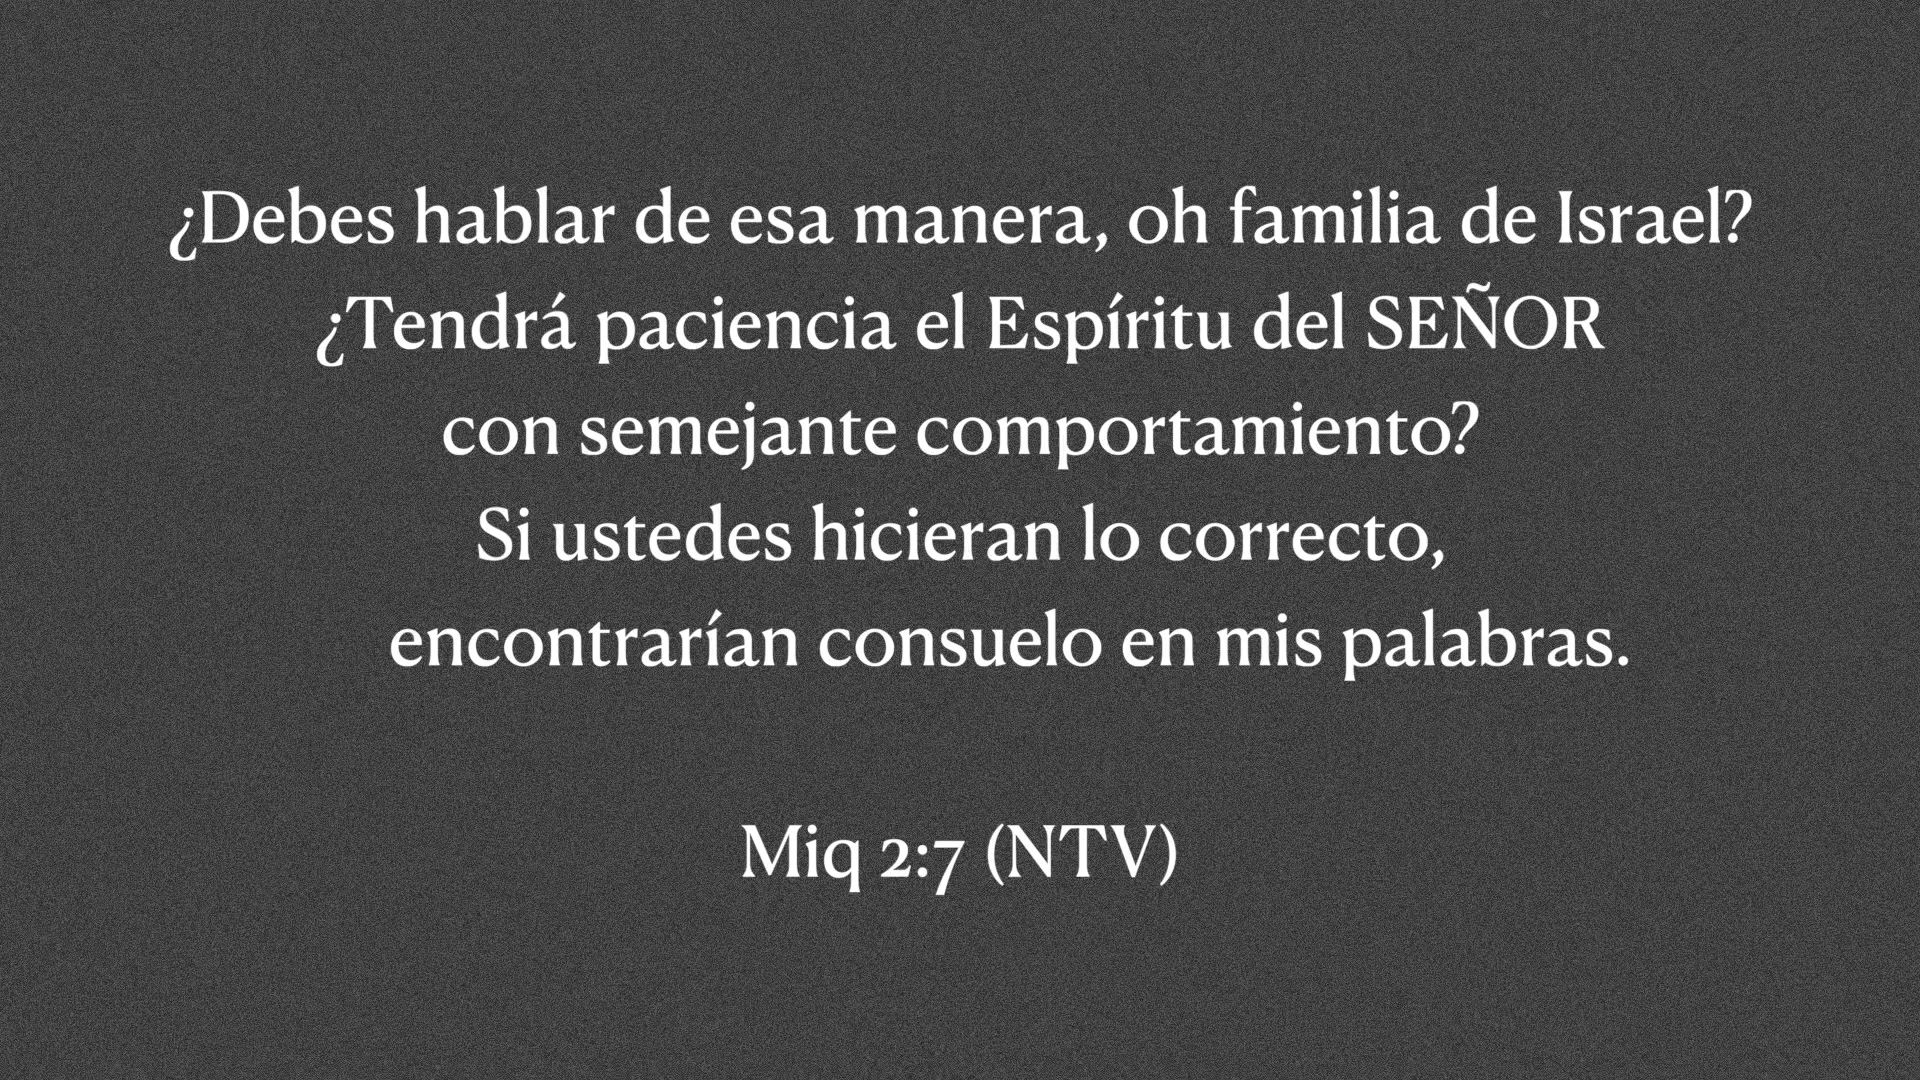 ¿Debes hablar de esa manera, oh familia de Israel?
¿Tendrá paciencia el Espíritu del SEÑOR
con semejante comportamiento?
Si ustedes hicieran lo correcto,
encontrarían consuelo en mis palabras.
Miq 2:7 (NTV)